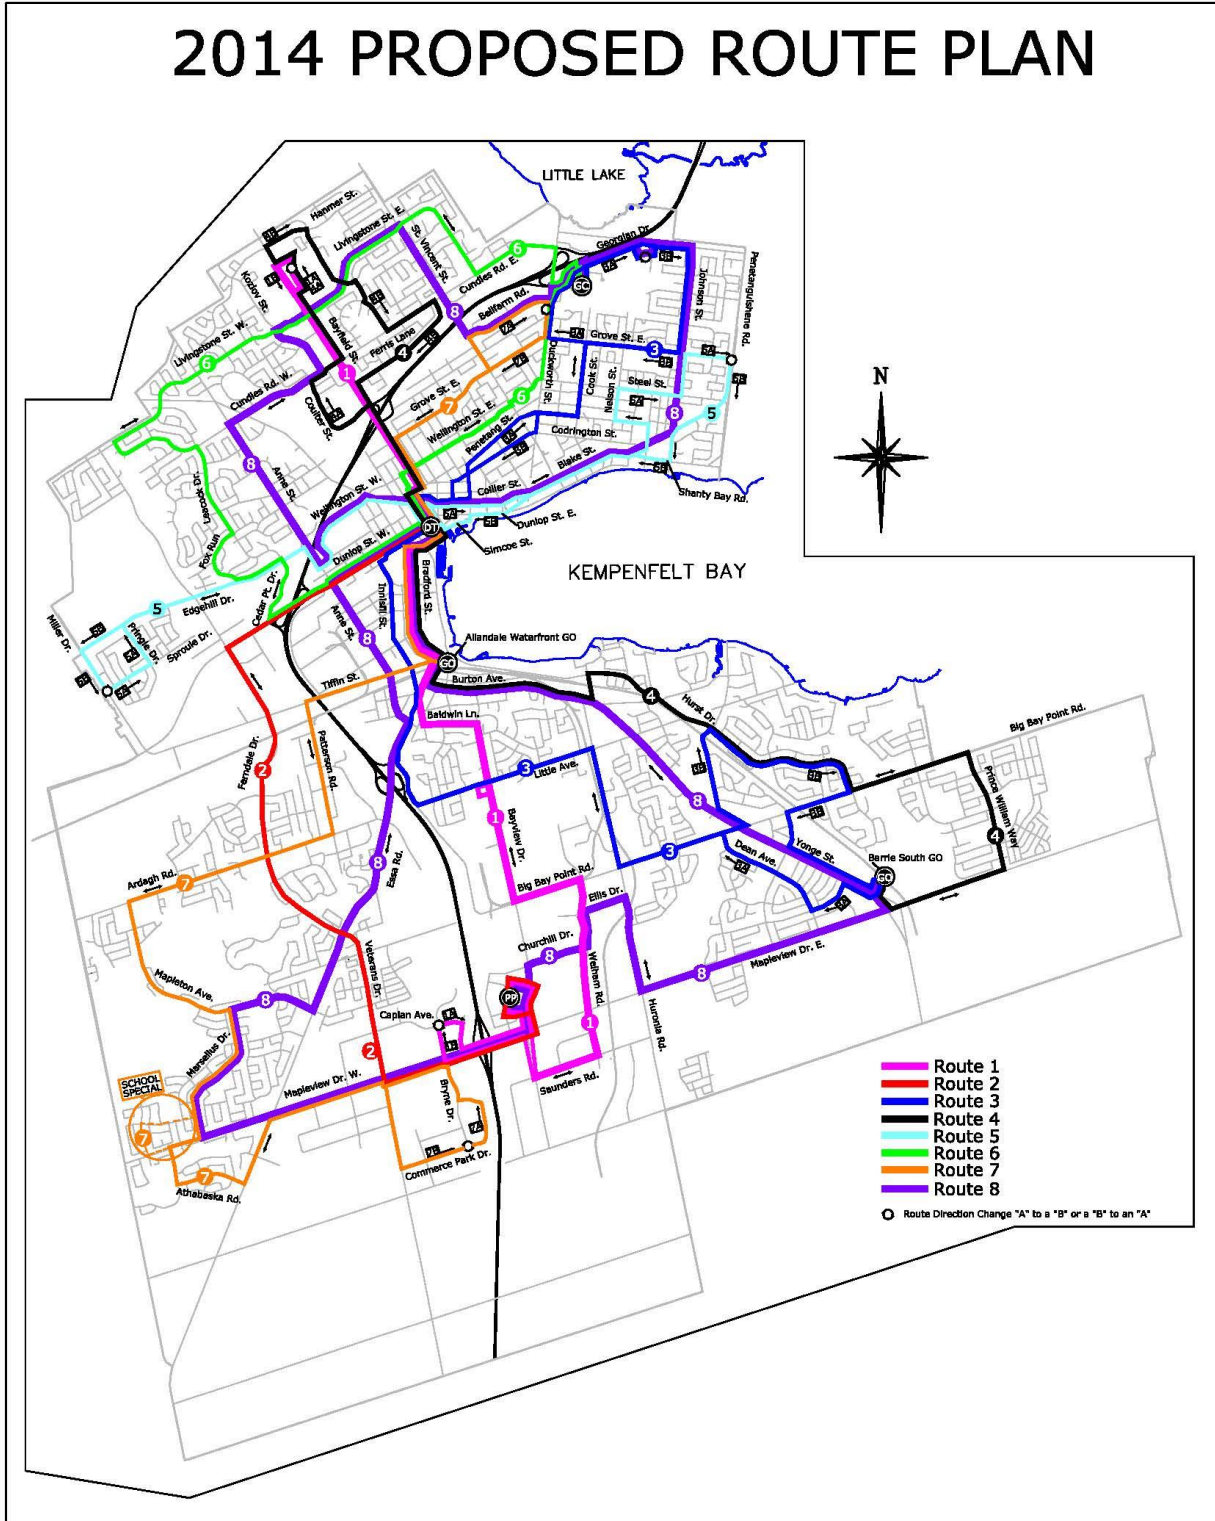 2014 PROPOSED ROUTE PLAN
LITTLE LAKE
Hanmer St.
Livingstone St. E.
St. Vincent St.
Georgian Dr.
Cundles Rd. E.
Kozlov St.
Bayfield St.
Bellfarm Rd.
Johnson St.
Penetanguishene Rd.
Livingstone St. W.
Ferris Lane
Grove St. E.
Duckworth St.
Cook St.
Nelson St.
Steel St.
Cundles Rd. W.
Coulter St.
Grove St. E.
Wellington St. E.
Penetang St.
Codrington St.
Anne St.
Blake St.
Collier St.
Shanty Bay Rd.
Leacock Dr.
Fox Run
Wellington St. W.
Dunlop St. W.
Dunlop St. E.
Simcoe St.
DT
GC
N
KEMPENFELT BAY
Edgehill Dr.
Cedar Pt. Dr.
Miller Dr.
Pringle Dr.
Sproule Dr.
Anne St.
Innisfil St.
Bradford St.
Allandale Waterfront GO
GO
Burton Ave.
Tiffin St.
Baldwin Ln.
Hurst Dr.
Big Bay Point Rd.
Ferndale Dr.
Patterson Rd.
Little Ave.
Prince William Way
Bayview Dr.
Dean Ave.
Yonge St.
Barrie South GO
GO
Ardagh Rd.
Essa Rd.
Big Bay Point Rd.
Ellis Dr.
Churchill Dr.
Mapleview Dr. E.
Mapleton Ave.
Veterans Dr.
Welham Rd.
Huronia Rd.
PP
Caplan Ave.
Marsellus Dr.
Mapleview Dr. W.
Saunders Rd.
Bryne Dr.
SCHOOL
SPECIAL
Commerce Park Dr.
Athabaska Rd.
Route 1
Route 2
Route 3
Route 4
Route 5
Route 6
Route 7
Route 8
Route Direction Change "A" to a "B" or a "B" to an "A"